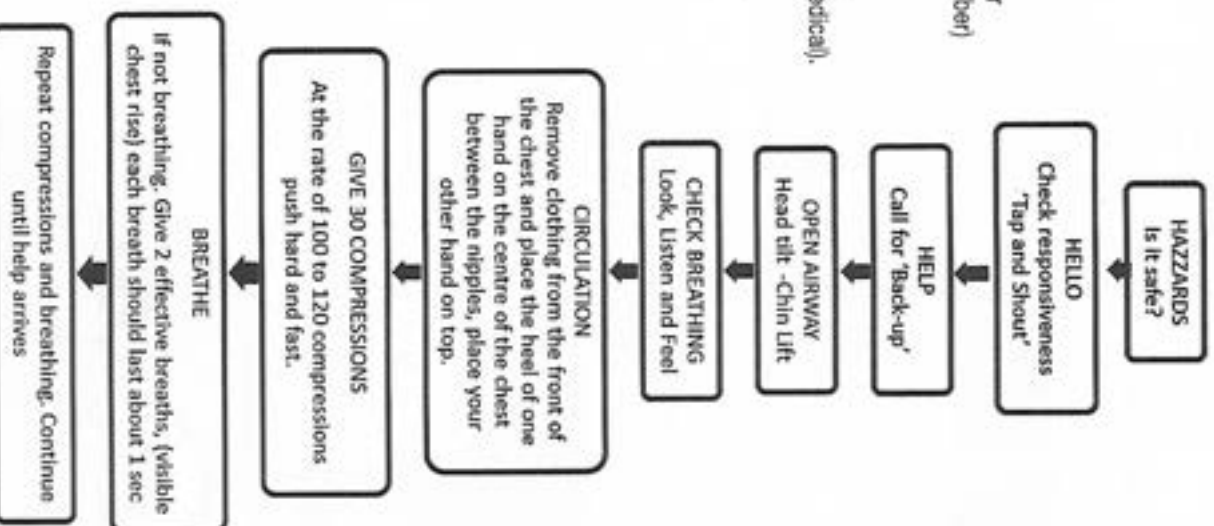 HAZZARDS
Is it safe?
HELLO
Check responsiveness
'Tap and Shout"
HELP
Call for 'Back-up'
OPEN AIRWAY
Head tilt -Chin Lift
CHECK BREATHING
Look, Listen and Feel
CIRCULATION
Remove clothing from the front of
the chest and place the heel of one
hand on the centre of the chest
between the nipples, place your
other hand on top.
GIVE 30 COMPRESSIONS
At the rate of 100 to 120 compressions
push hard and fast.
BREATHE
If not breathing. Give 2 effective breaths, (visible
chest rise) each breath should last about 1 sec
Repeat compressions and breathing. Continue
until help arrives